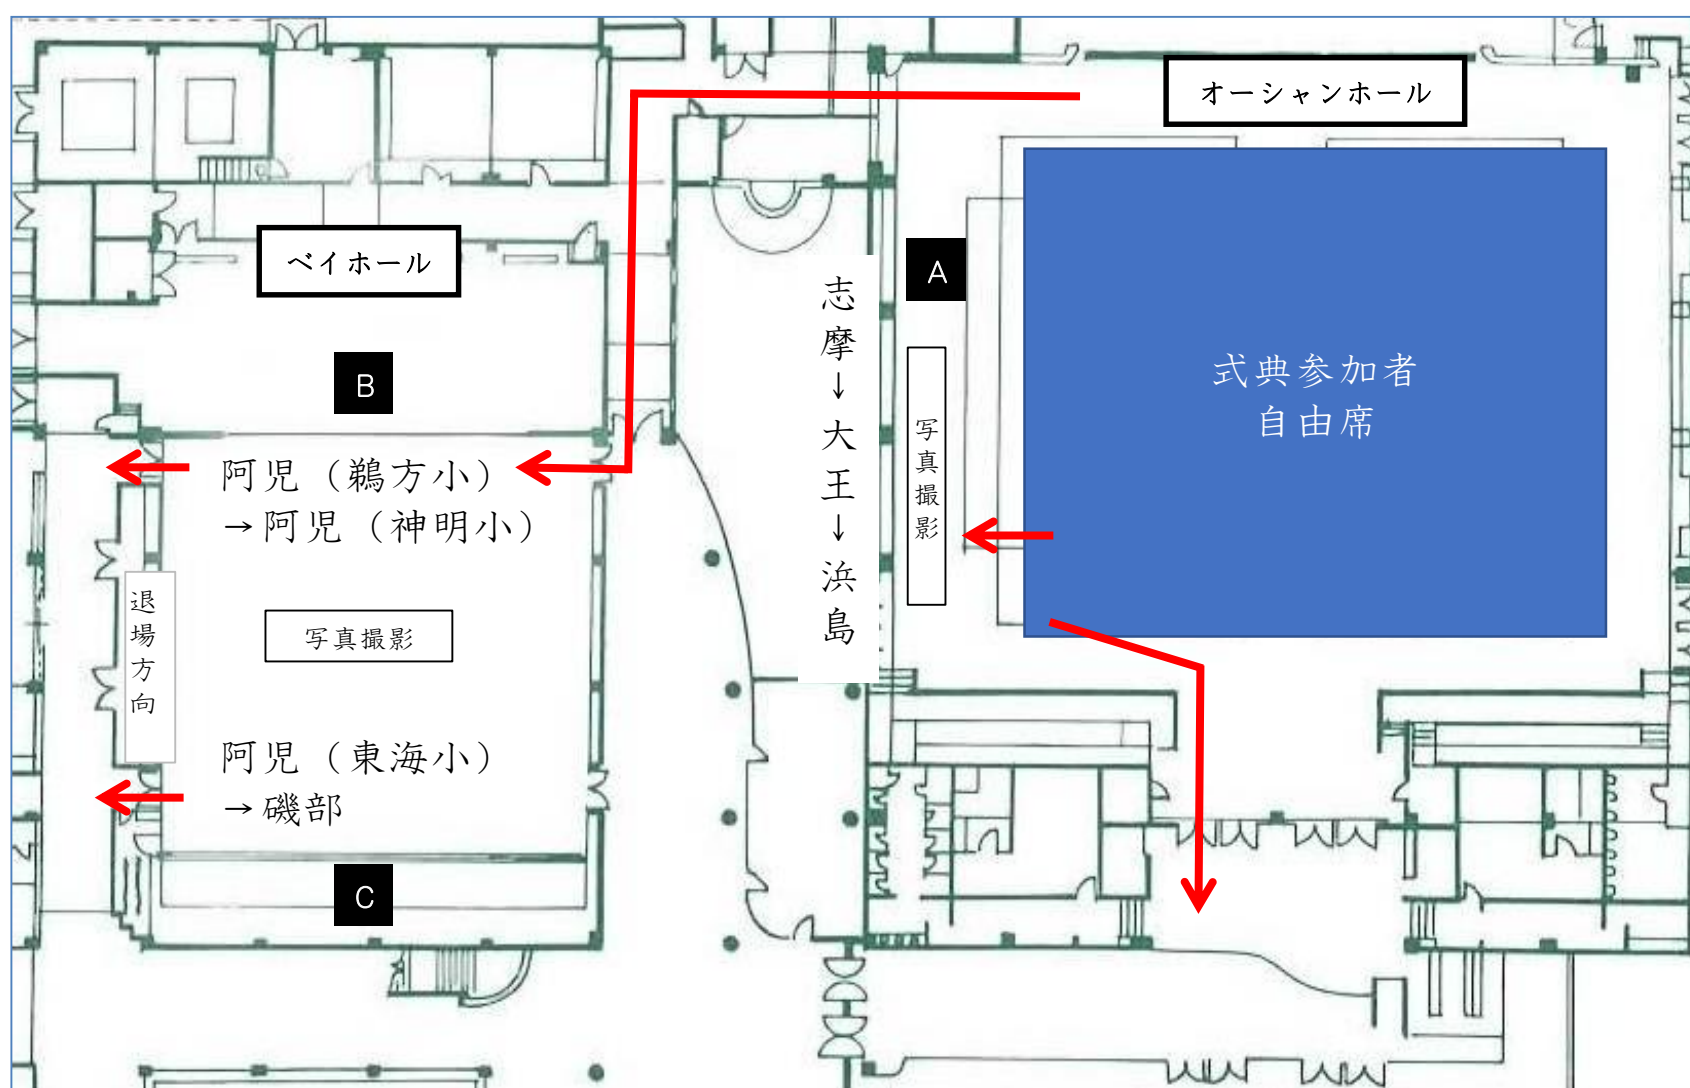 オーシャンホール
ベイホール
A
志摩→大王→浜島
式典参加者
自由席
B
写真撮影
阿児（鵜方小）
→阿児（神明小）
退場方向
写真撮影
阿児（東海小）
→磯部
C